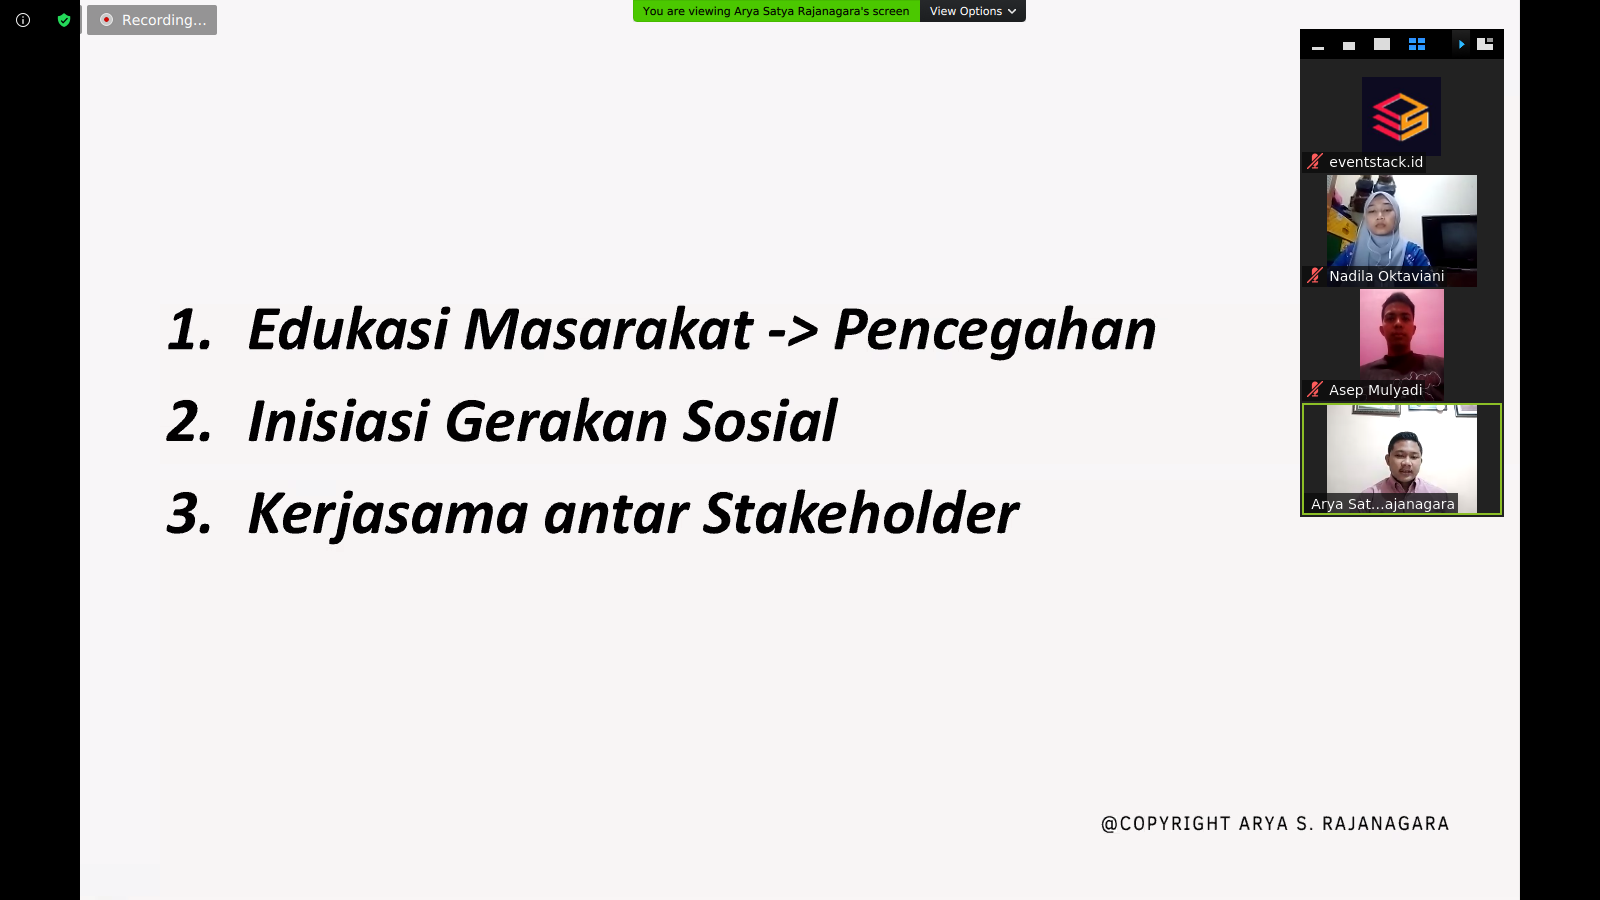 Recording...
You are viewing Arya Satya Rajanagara's screen
View Options
eventstack.id
Nadila Oktaviani
Asep Mulyadi
Arya Sat...ajanagara
1. Edukasi Masarakat -> Pencegahan
2. Inisiasi Gerakan Sosial
3. Kerjasama antar Stakeholder
@COPYRIGHT ARYA S. RAJANAGARA